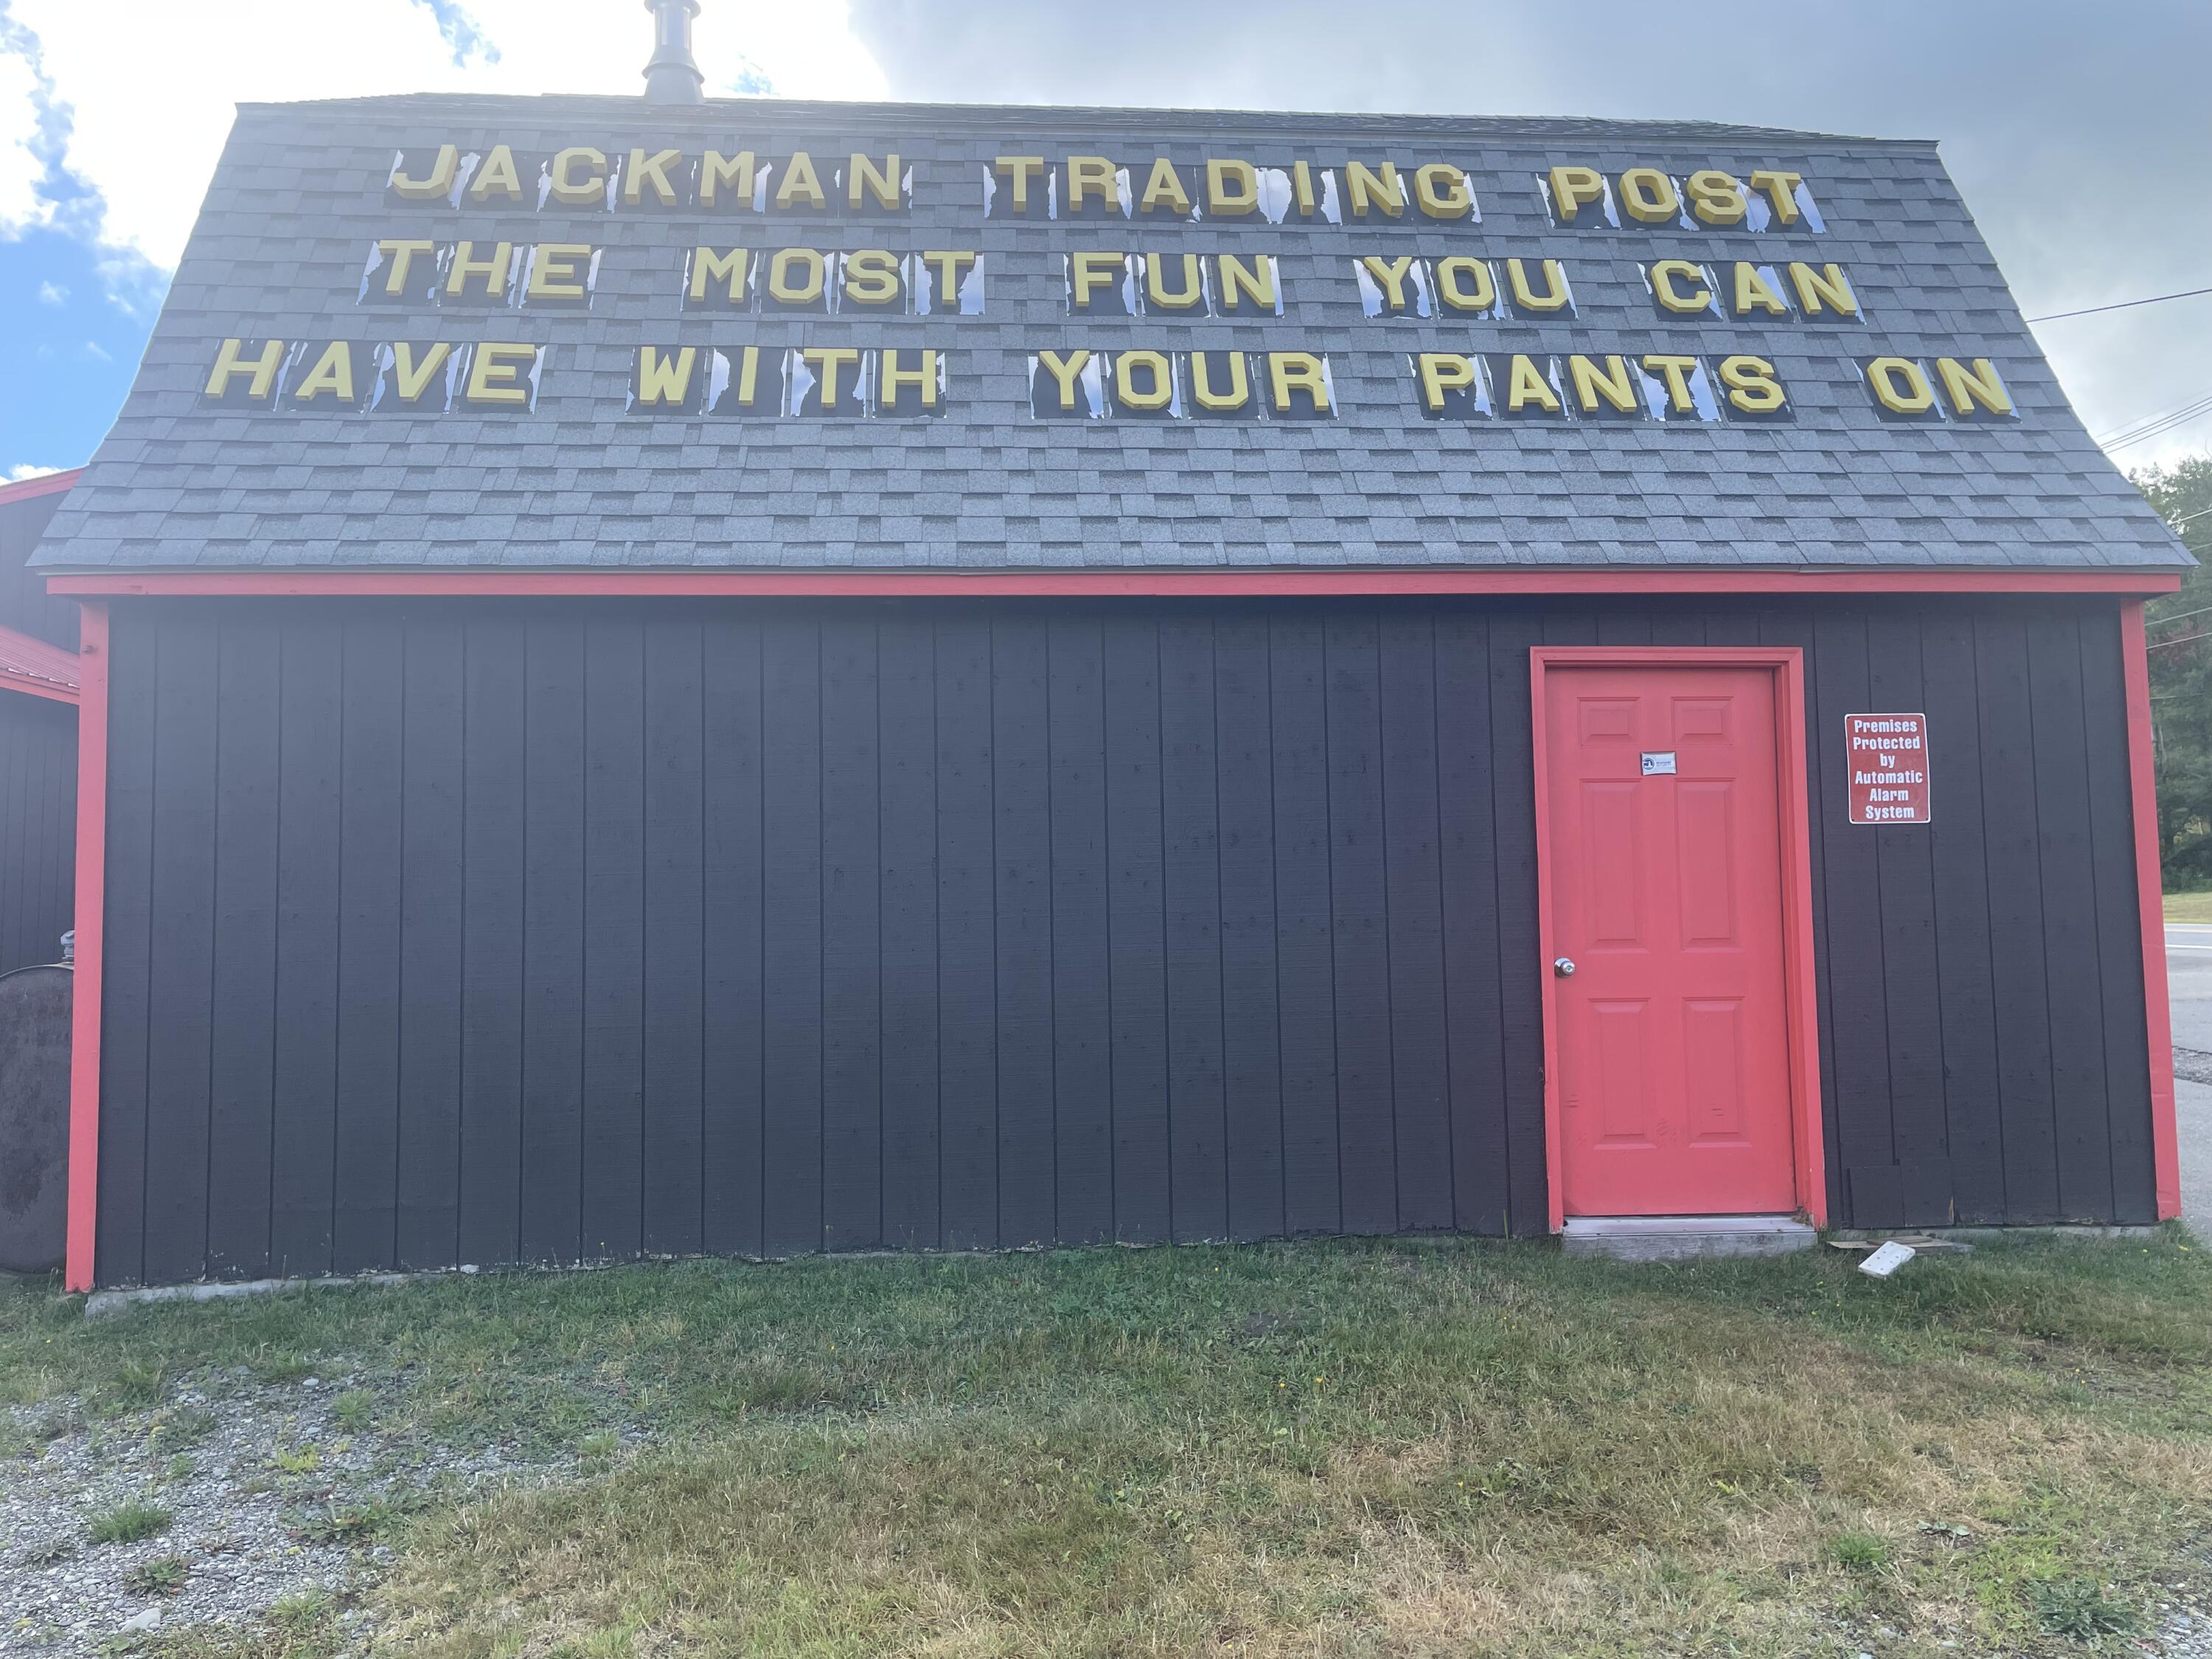 JACKMAN TRADING POST
THE MOST FUN YOU CAN
HAVE WITH YOUR PANTS ON
Premises
Protected
by
Automatic
Alarm
System